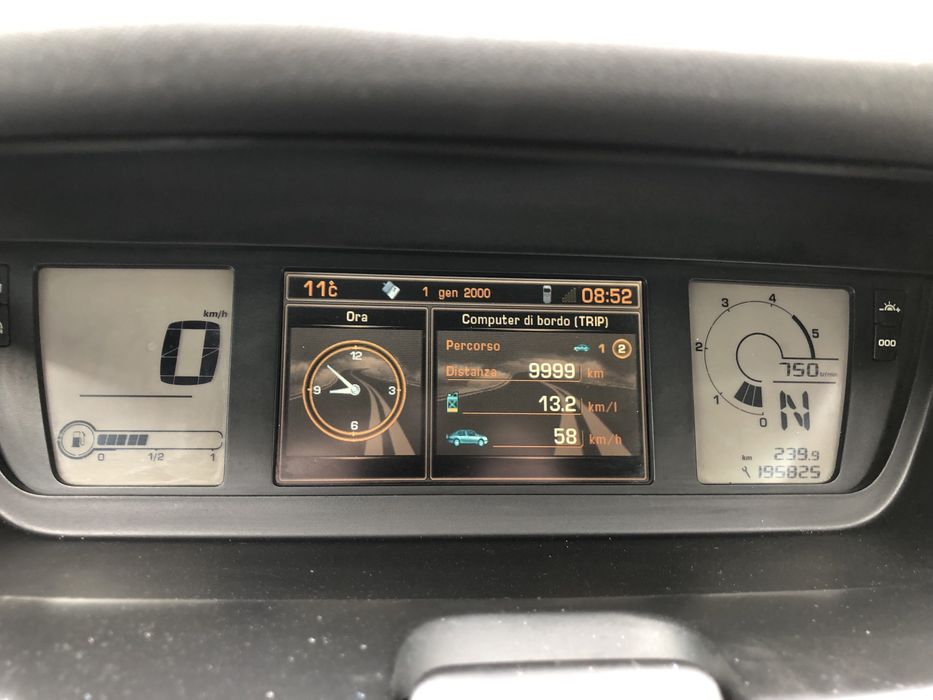 11°C 1 gen 2000 08:52
km/h
0
0 1/2 1
Ora
12
9 3
6
Computer di bordo (TRIP)
Percorso 1 2
Distanza 9999 km
13.2 km/l
58 km/h
0 1 2 3 4 5
750 tr/min
N
km 239.9
195825
000